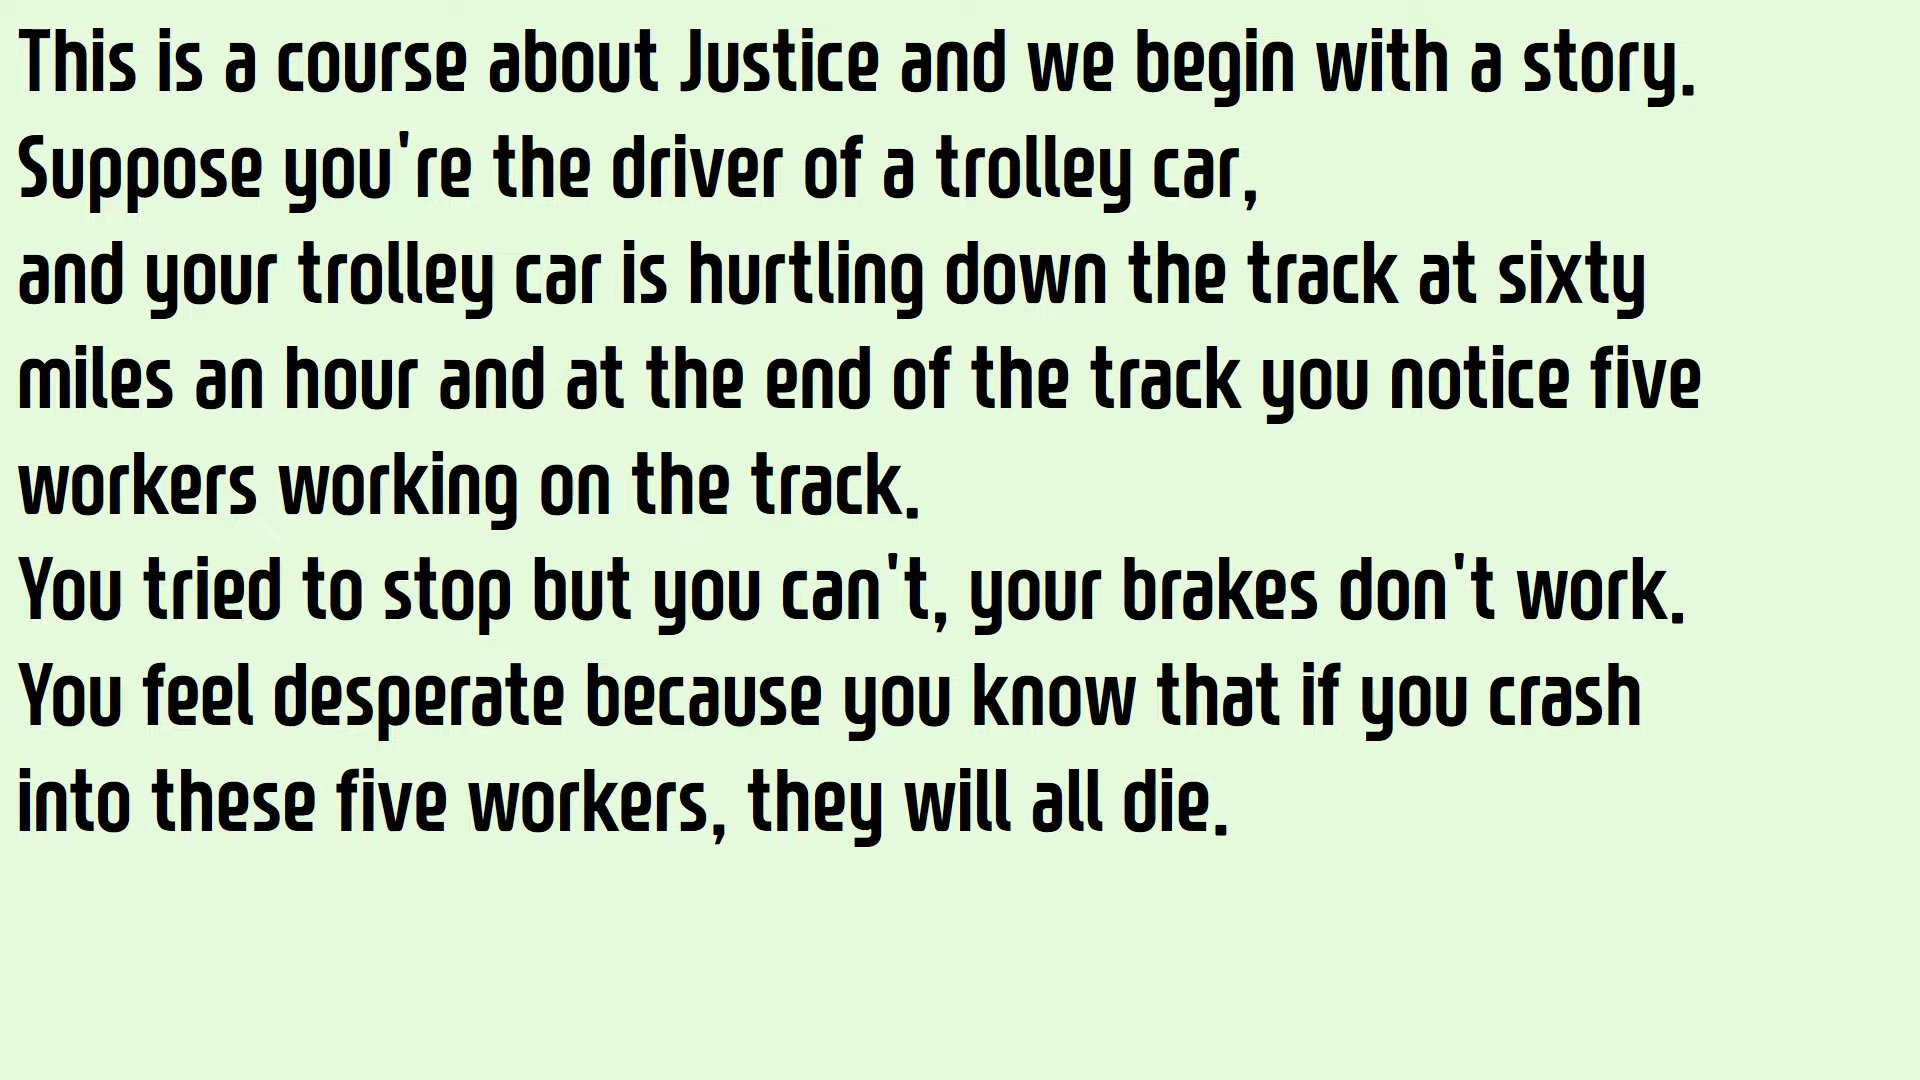 This is a course about Justice and we begin with a story.
Suppose you're the driver of a trolley car,
and your trolley car is hurtling down the track at sixty
miles an hour and at the end of the track you notice five
workers working on the track.
You tried to stop but you can't, your brakes don't work.
You feel desperate because you know that if you crash
into these five workers, they will all die.